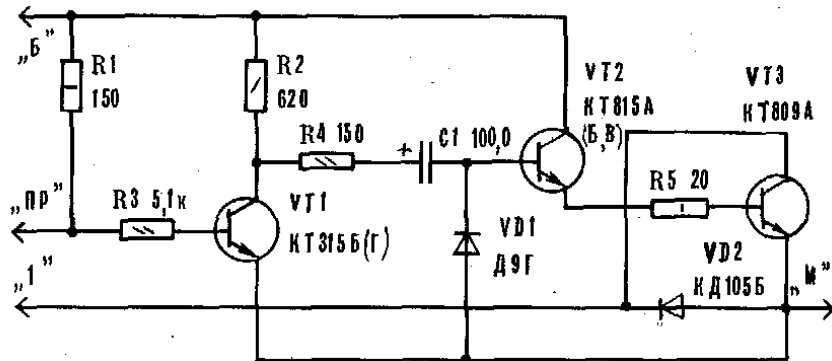 „Б”
R1
150
R2
620
VT2
КТ815А
(Б,В)
VT3
КТ809А
R4 150
+
C1 100,0
„ПР”
R3 5,1к
VT1
КТ315Б(Г)
VD1
Д9Г
R5 20
VD2
КД105Б
„1”
„М”